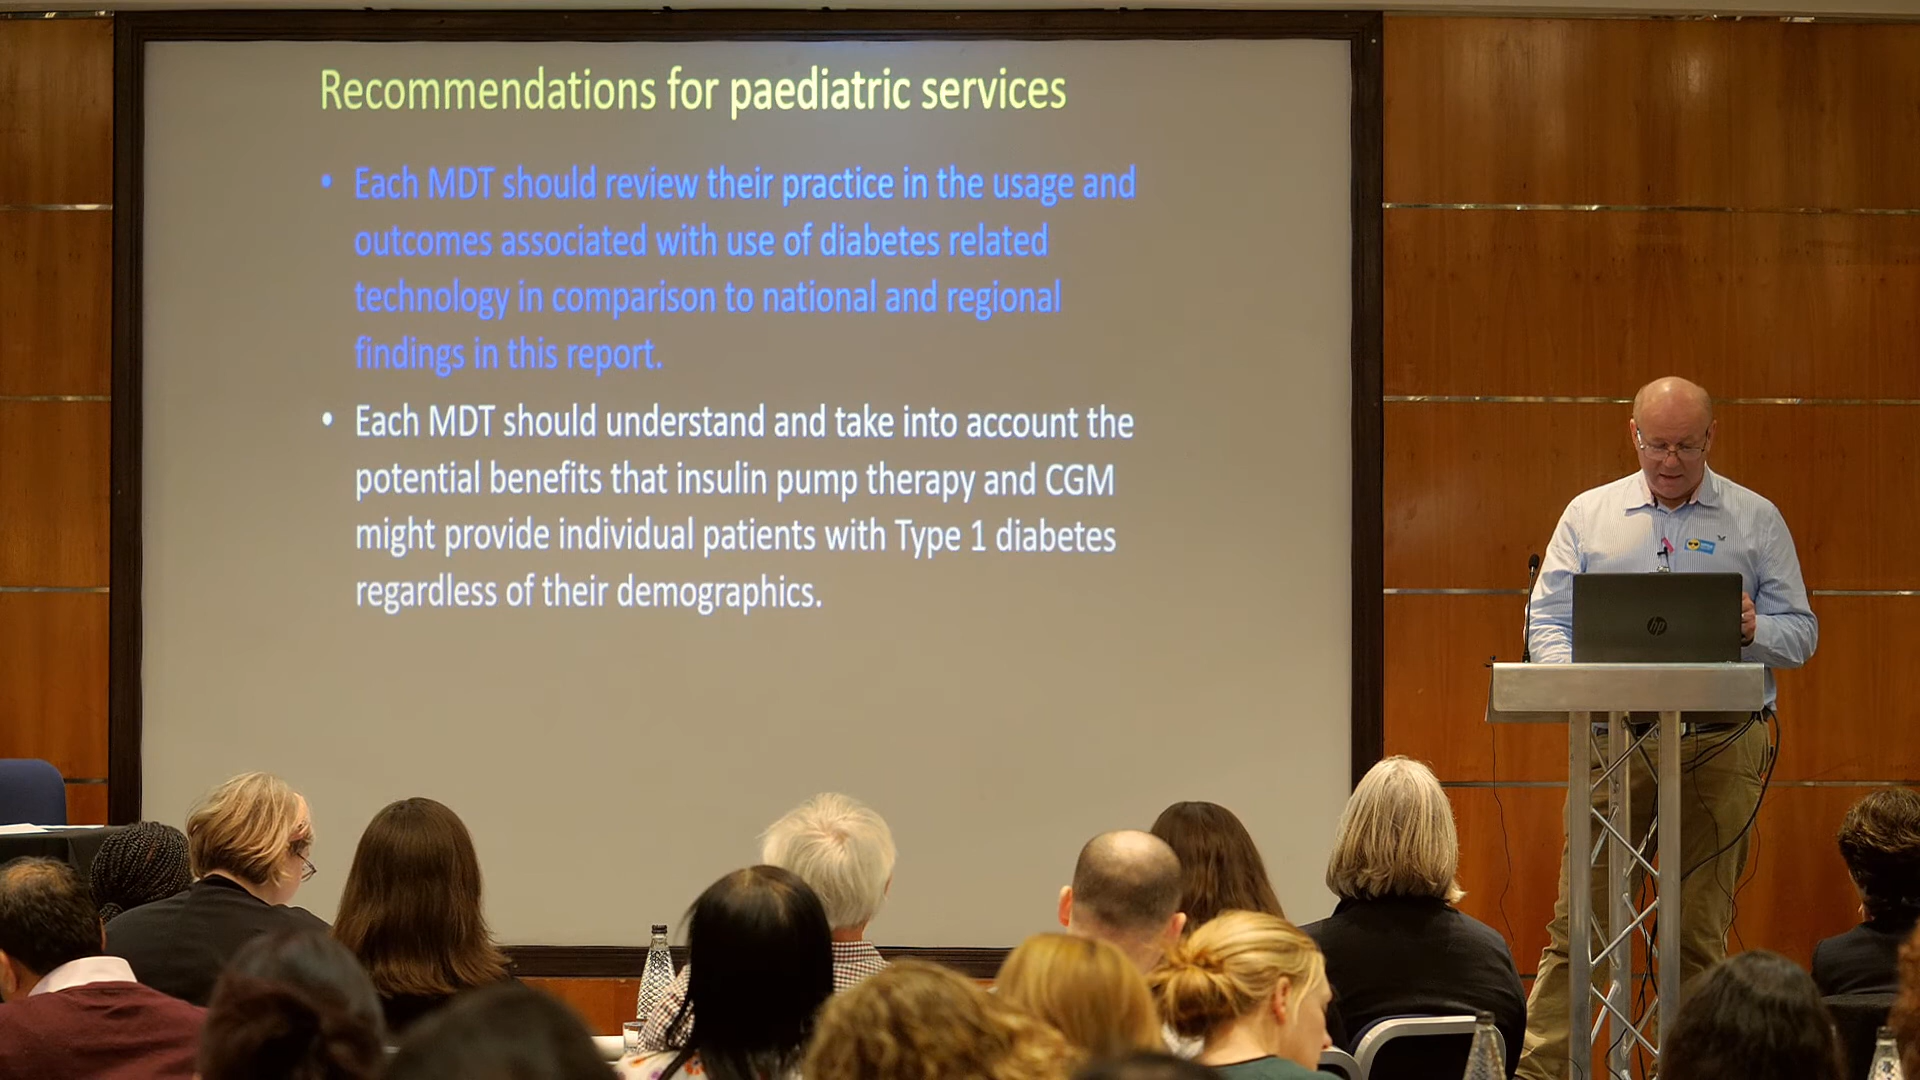 Recommendations for paediatric services
• Each MDT should review their practice in the usage and
outcomes associated with use of diabetes related
technology in comparison to national and regional
findings in this report.
• Each MDT should understand and take into account the
potential benefits that insulin pump therapy and CGM
might provide individual patients with Type 1 diabetes
regardless of their demographics.
hp